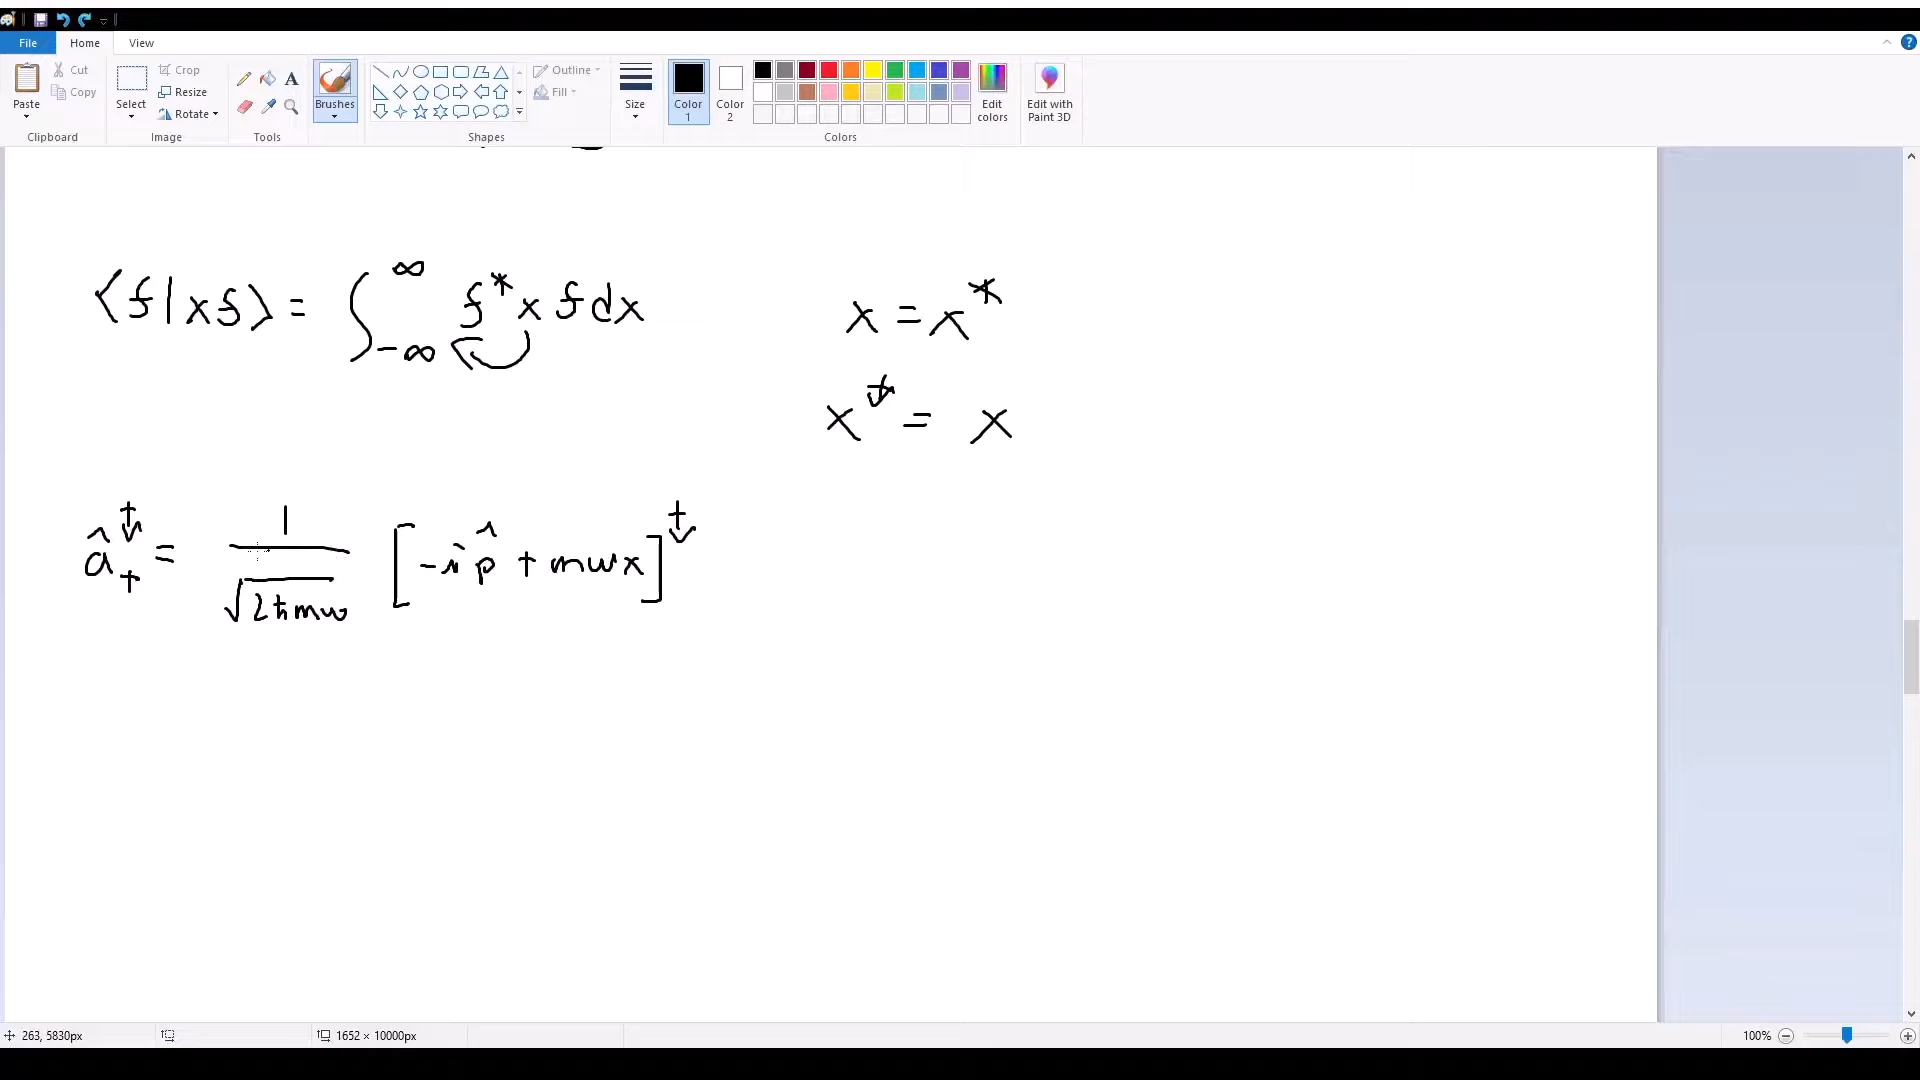 File Home View
Paste Cut Copy Select Crop Resize Rotate A Brushes Outline Fill Size Color 1 Color 2 Edit colors Edit with Paint 3D
Clipboard Image Tools Shapes Colors
⟨f|xf⟩ = ∫_{-∞}^{∞} f* x f dx
x = x*
x^† = x
â_+^† = 1/√(2ħmω) [-i p̂ + mωx]^†
263, 5830px 1652 × 10000px 100%